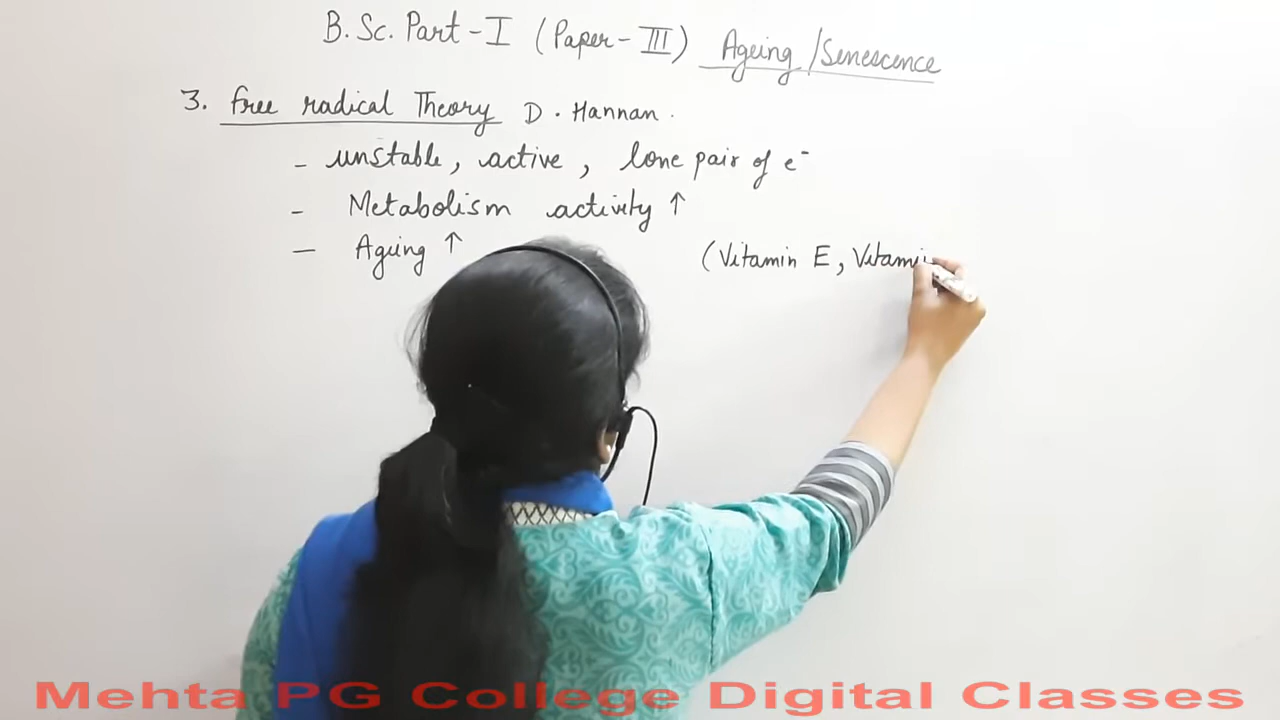 B.Sc. Part-I (Paper-III) Ageing/Senescence
3. free radical Theory D. Hannan.
- unstable, active, lone pair of e⁻
- Metabolism activity ↑
- Ageing ↑ (Vitamin E, Vitami
Mehta PG College Digital Classes